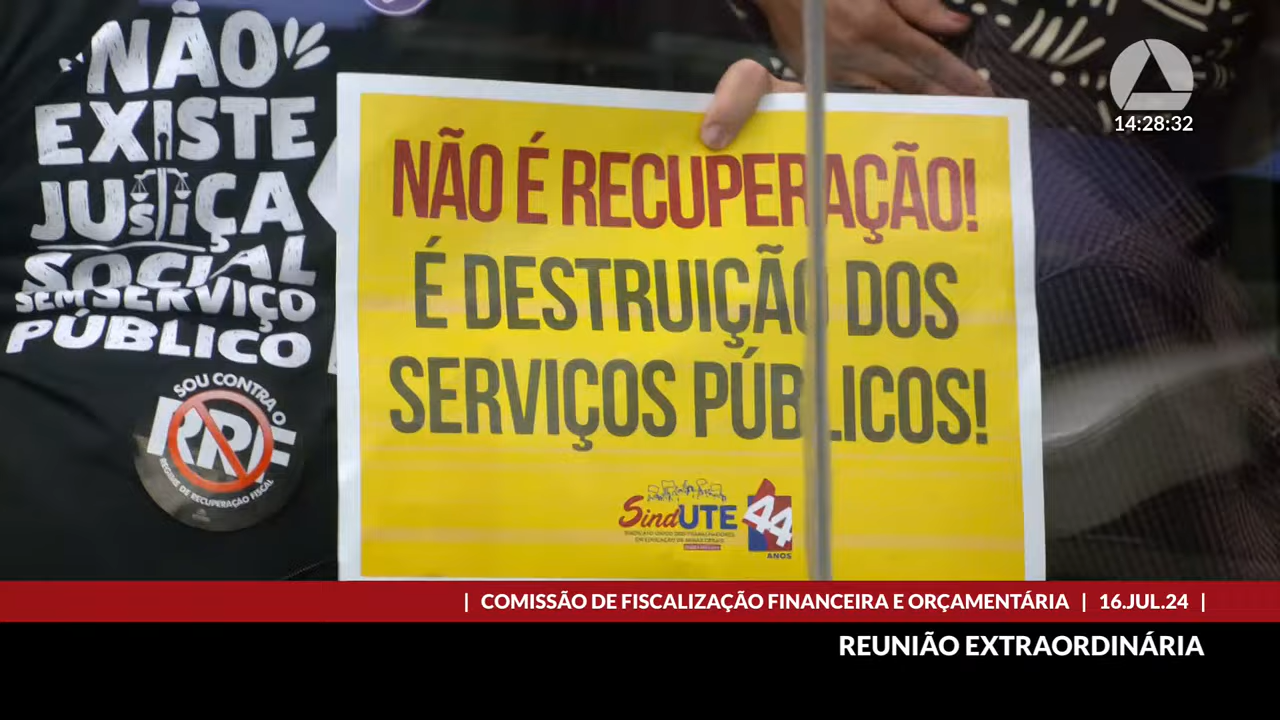 NÃO
EXISTE
JUSTIÇA
SOCIAL
SEM SERVIÇO
PÚBLICO
SOU CONTRA O
RRF
REGIME DE RECUPERAÇÃO FISCAL
NÃO É RECUPERAÇÃO!
É DESTRUIÇÃO DOS
SERVIÇOS PÚBLICOS!
SindUTE
44
ANOS
14:28:32
| COMISSÃO DE FISCALIZAÇÃO FINANCEIRA E ORÇAMENTÁRIA | 16.JUL.24 |
REUNIÃO EXTRAORDINÁRIA